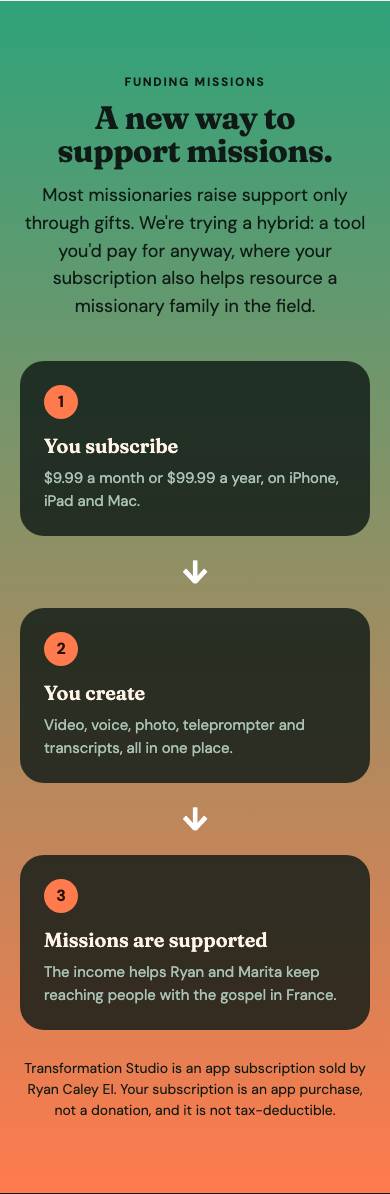 FUNDING MISSIONS
A new way to
support missions.
Most missionaries raise support only
through gifts. We're trying a hybrid: a tool
you'd pay for anyway, where your
subscription also helps resource a
missionary family in the field.
1
You subscribe
$9.99 a month or $99.99 a year, on iPhone,
iPad and Mac.
2
You create
Video, voice, photo, teleprompter and
transcripts, all in one place.
3
Missions are supported
The income helps Ryan and Marita keep
reaching people with the gospel in France.
Transformation Studio is an app subscription sold by
Ryan Caley EI. Your subscription is an app purchase,
not a donation, and it is not tax-deductible.